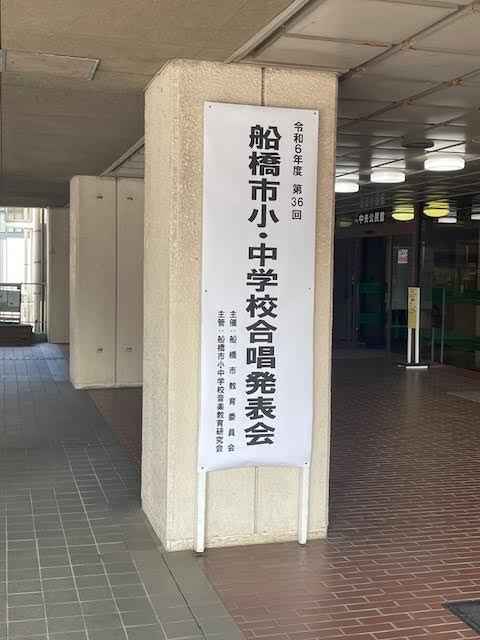 令和6年度 第36回
船橋市小・中学校合唱発表会
主催：船橋市教育委員会
主管：船橋市小中学校音楽教育研究会
中央公民館